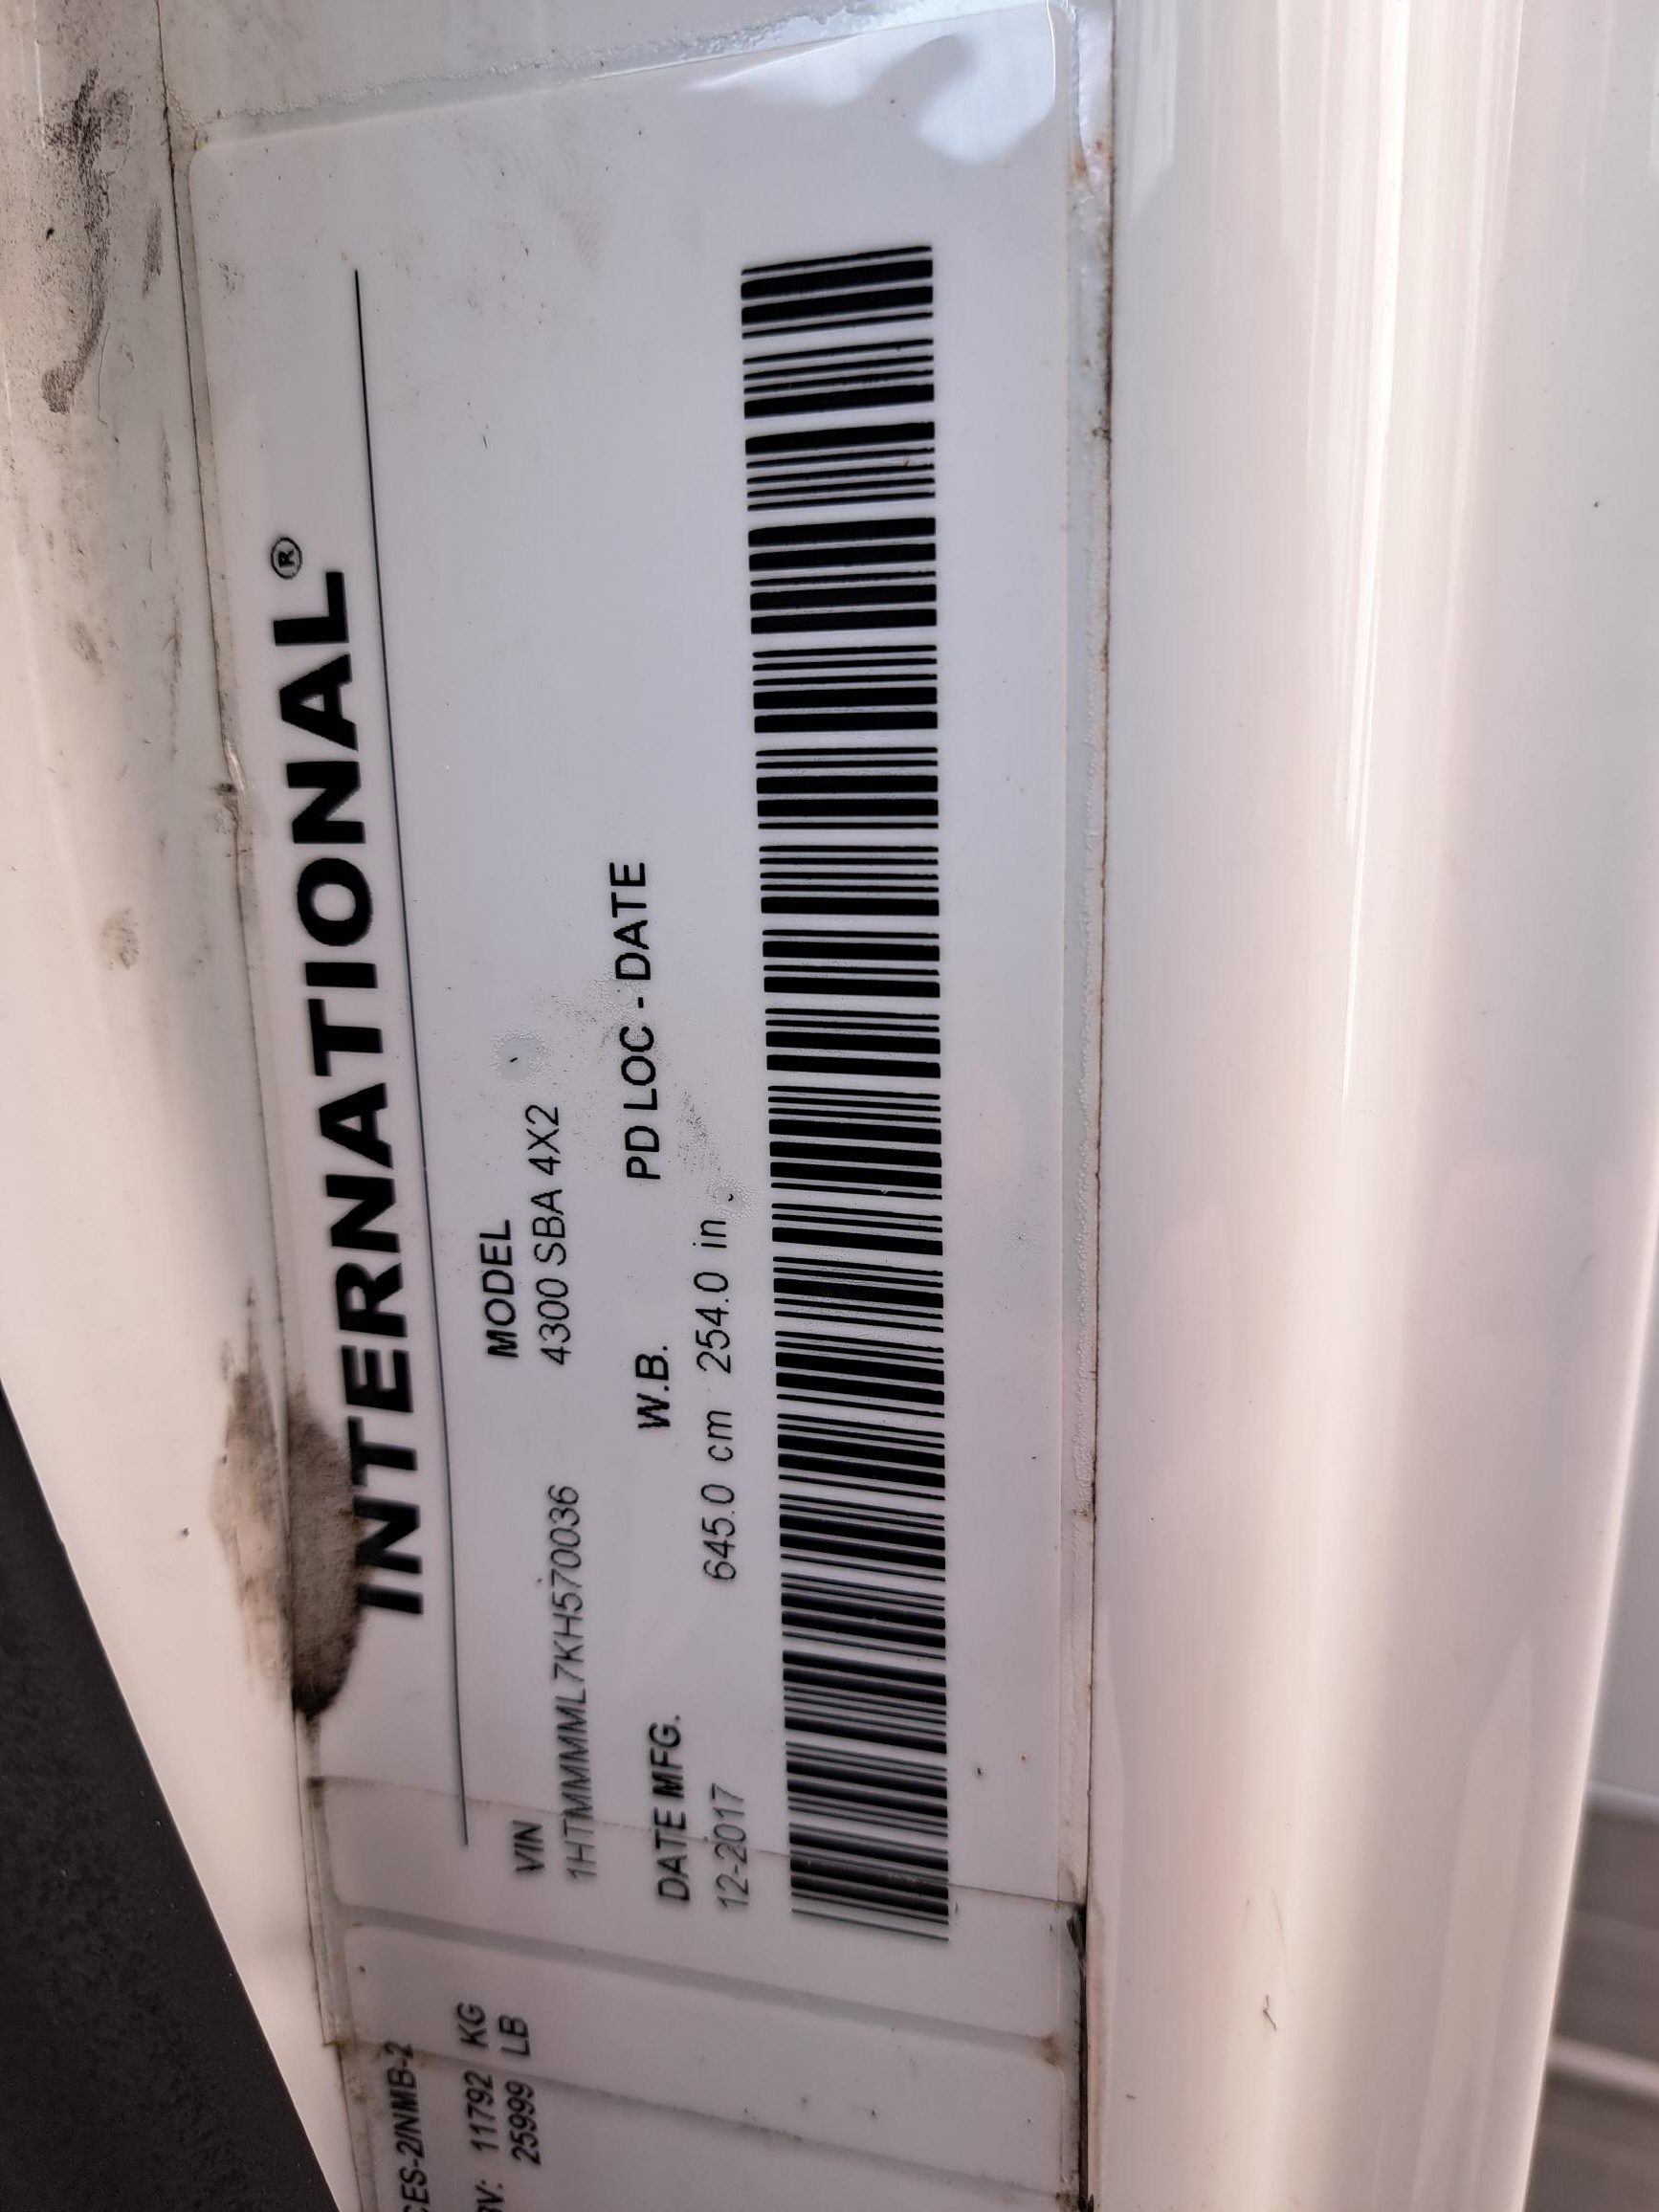 INTERNATIONAL®
VIN MODEL
1HTMMMML7KH570036 4300 SBA 4X2
DATE MFG. W.B. PD LOC - DATE
12-2017 645.0 cm 254.0 in
CES-2/NMB-2
11792 KG
25999 LB